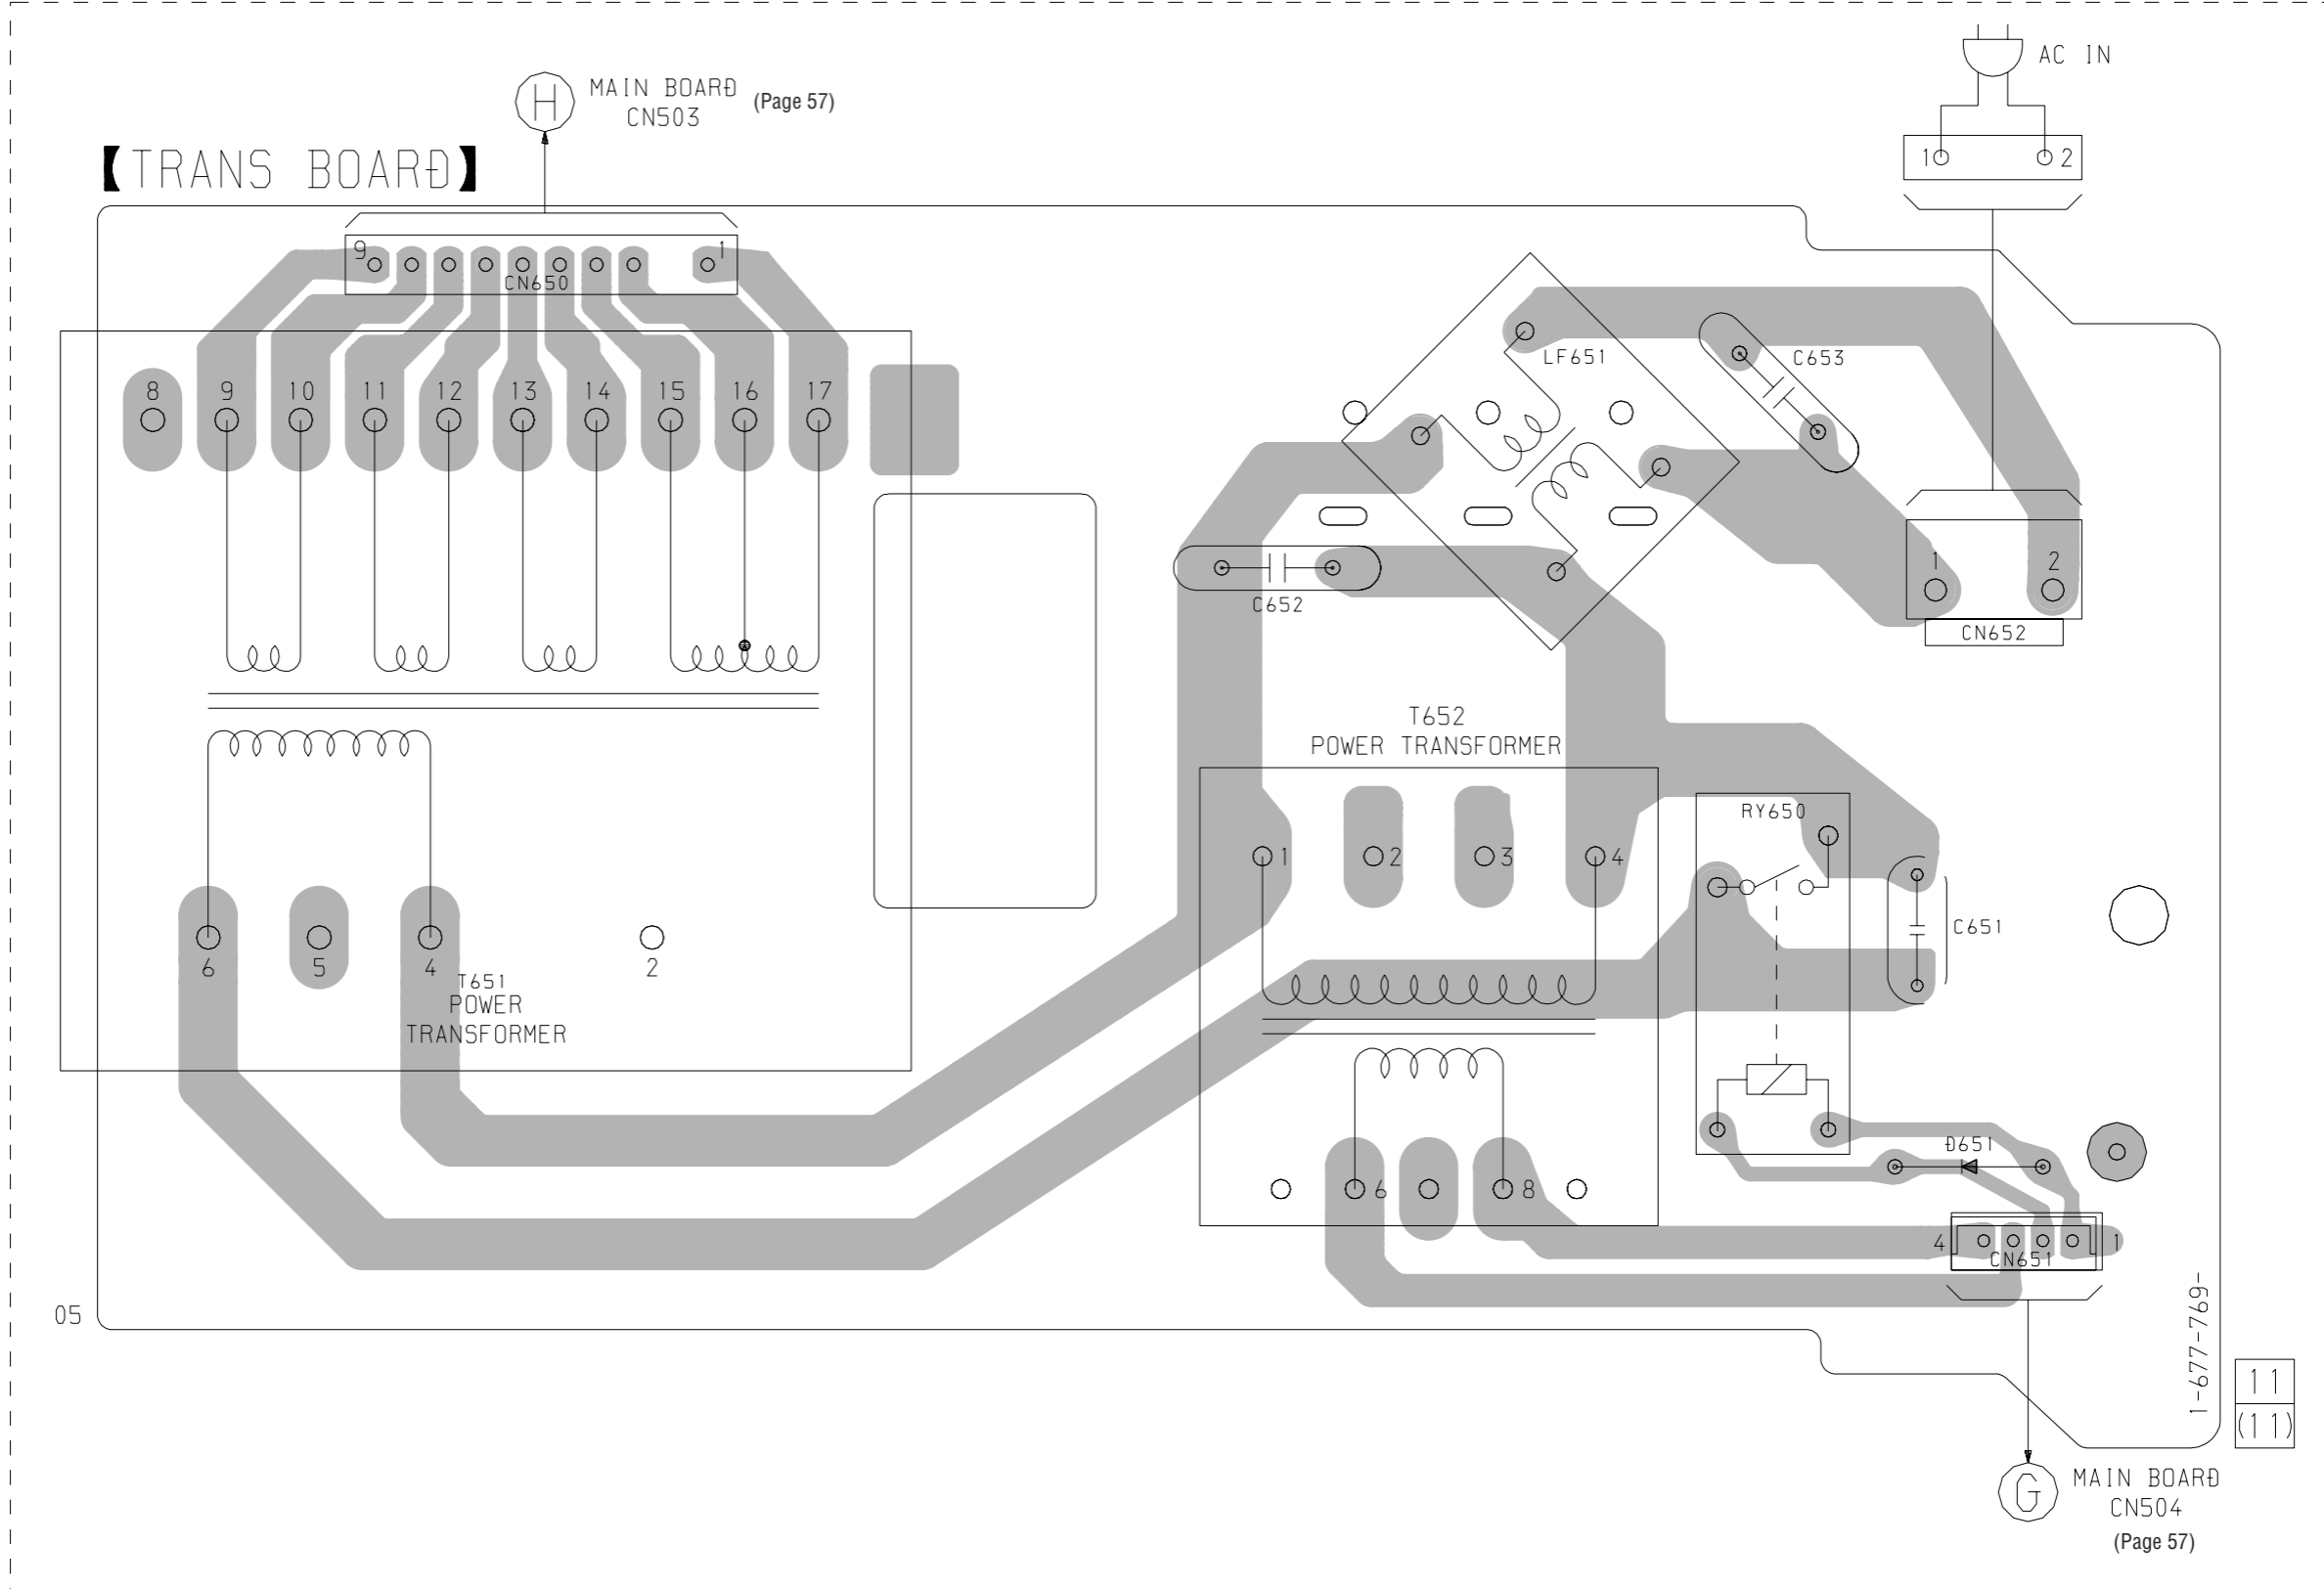 AC IN
H MAIN BOARD
CN503
(Page 57)
1 2
【TRANS BOARD】
9 1
CN650
LF651
C653
8 9 10 11 12 13 14 15 16 17
1 2
C652
CN652
T652
POWER TRANSFORMER
RY650
1 2 3 4
C651
6 5 4 2
T651
POWER
TRANSFORMER
D651
6 8
4 1
CN651
05
1-677-769-
11
(11)
G MAIN BOARD
CN504
(Page 57)